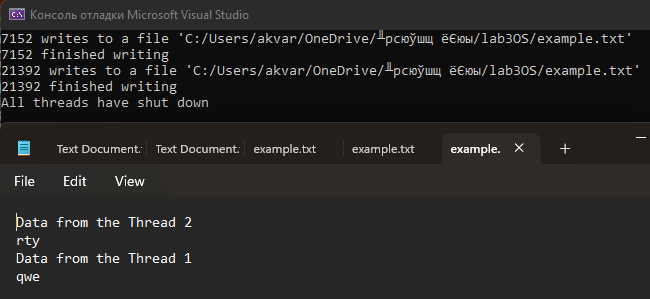 Консоль отладки Microsoft Visual Studio
7152 writes to a file 'C:/Users/akvar/OneDrive/╨рсюўшщ ёЄюы/lab3OS/example.txt'
7152 finished writing
21392 writes to a file 'C:/Users/akvar/OneDrive/╨рсюўшщ ёЄюы/lab3OS/example.txt'
21392 finished writing
All threads have shut down
Text Document. Text Document. example.txt example.txt example.
File Edit View
Data from the Thread 2
rty
Data from the Thread 1
qwe